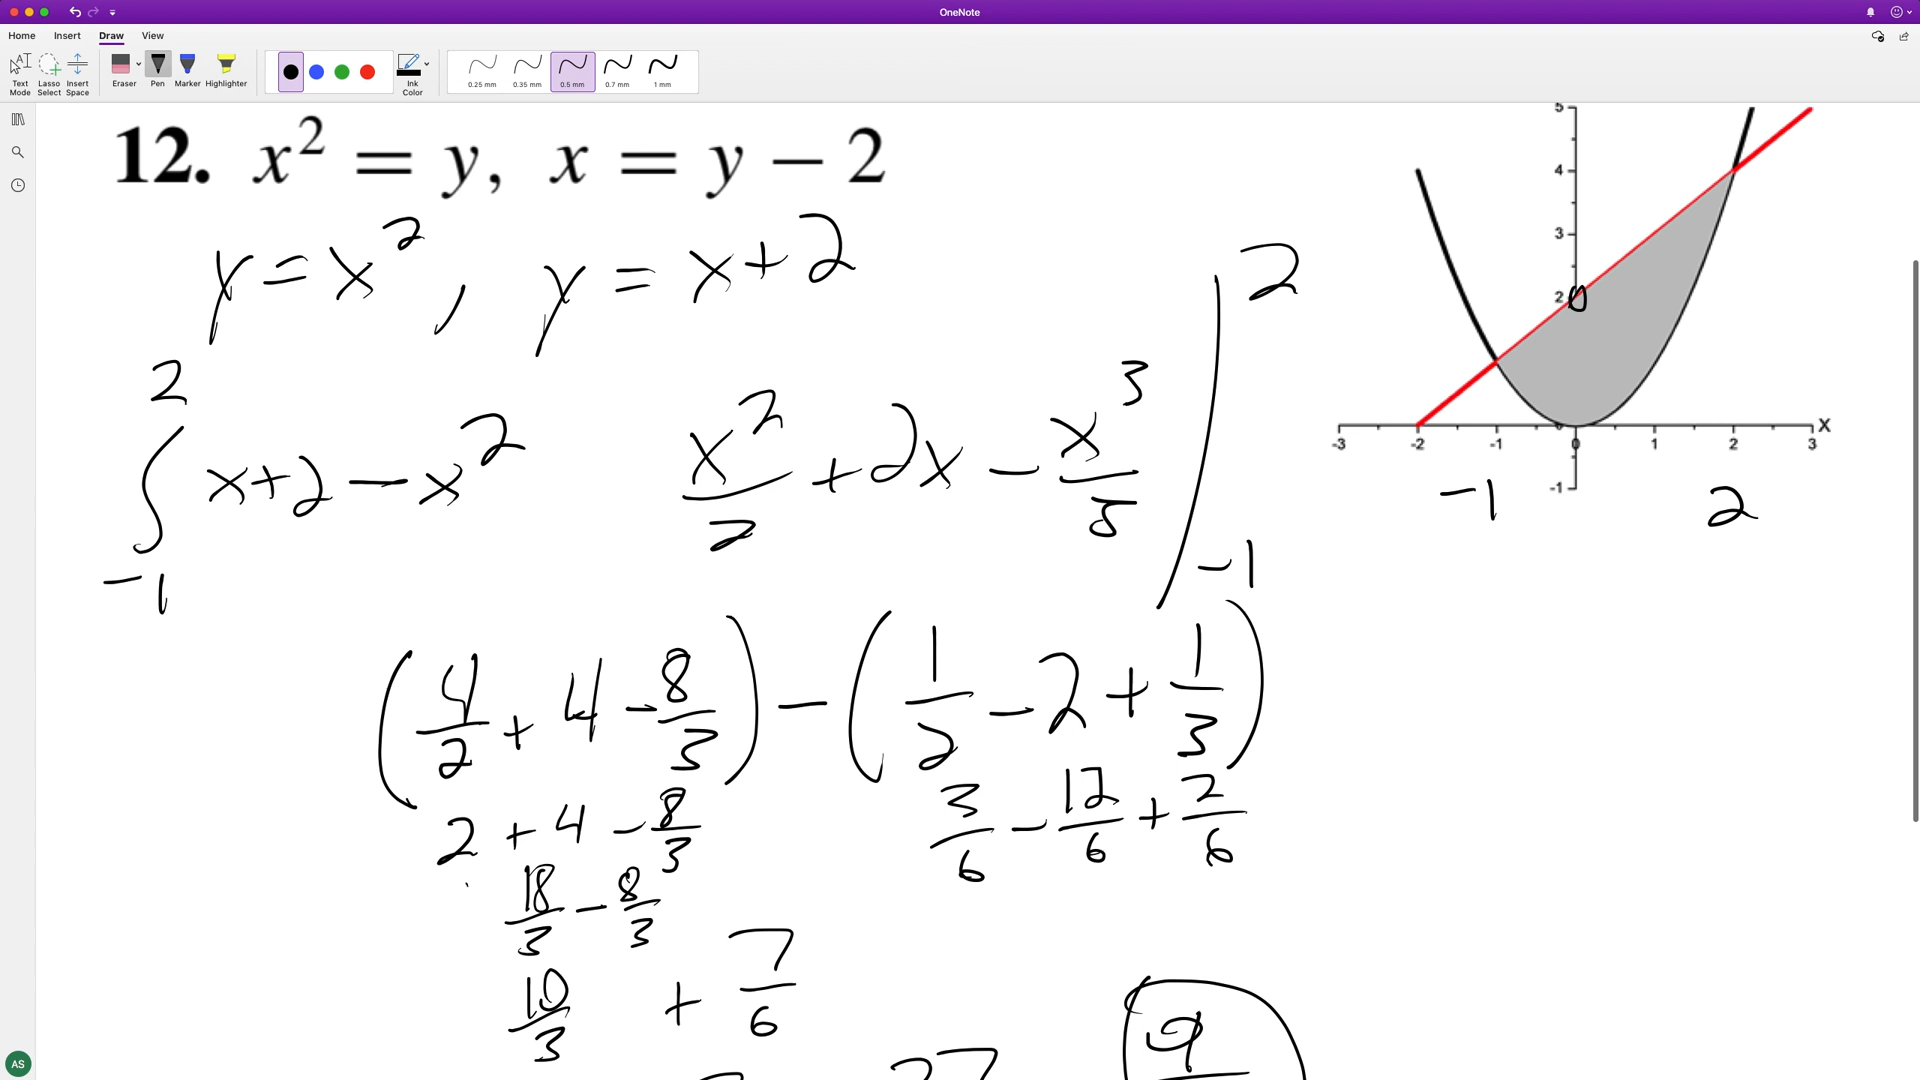 OneNote
Home Insert Draw View
Text Mode Lasso Select Insert Space Eraser Pen Marker Highlighter Ink Color 0.25 mm 0.35 mm 0.5 mm 0.7 mm 1 mm
12. x² = y, x = y − 2
y = x², y = x+2
∫_{-1}^{2} x+2−x² x²/2 + 2x − x³/3 |_{-1}^{2}
(4/2 + 4 − 8/3) − (1/2 − 2 + 1/3)
2 + 4 − 8/3 3/6 − 12/6 + 2/6
18/3 − 8/3
10/3 + 7/6
27 9
5
4
3
2 0
-3 -2 -1 0 1 2 3 X
-1
−1 2
AS